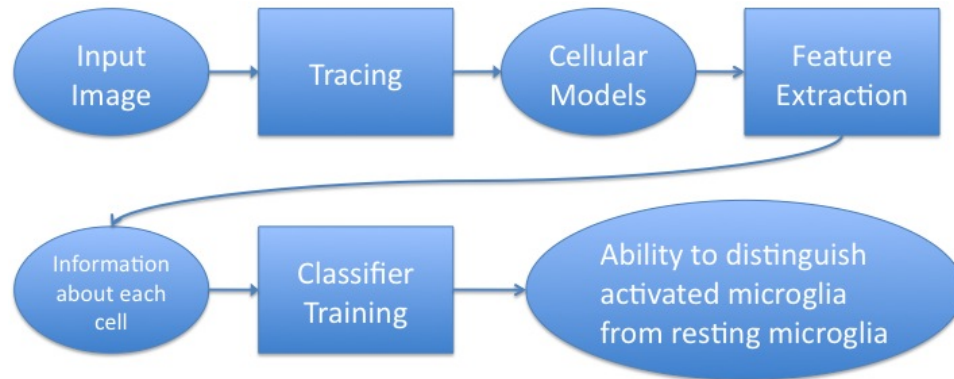 Input
Image
Tracing
Cellular
Models
Feature
Extraction
Information
about each
cell
Classifier
Training
Ability to distinguish
activated microglia
from resting microglia